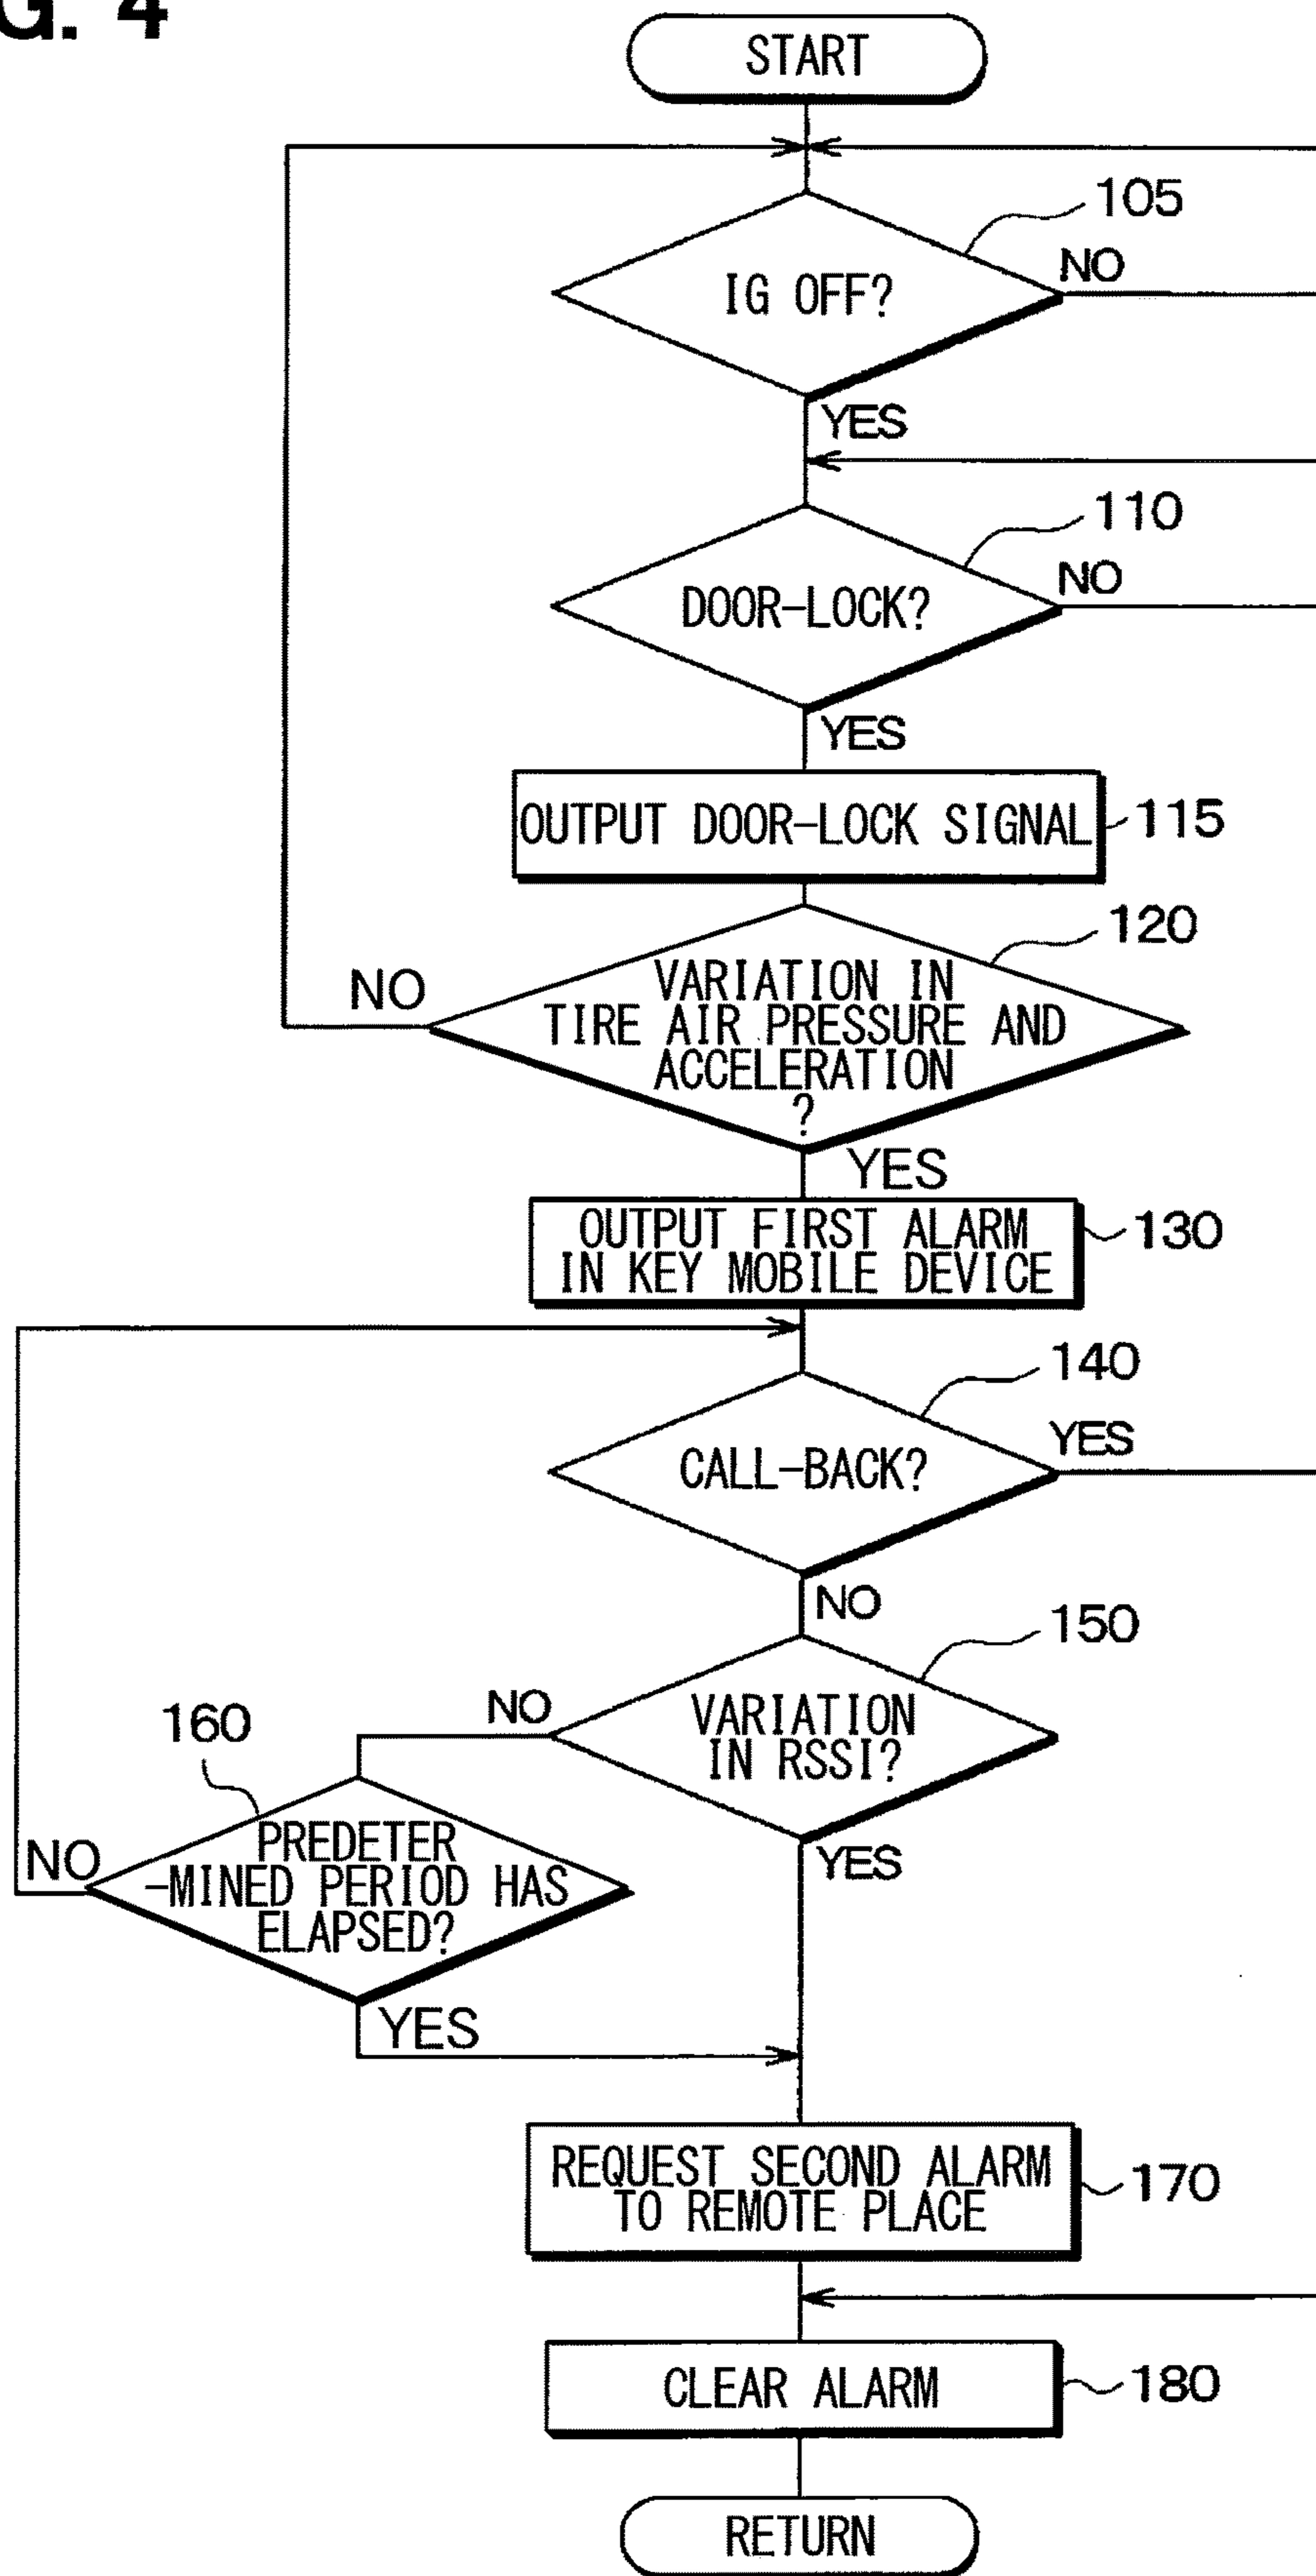 G. 4
START
105
IG OFF?
NO
YES
110
DOOR-LOCK?
NO
YES
OUTPUT DOOR-LOCK SIGNAL
115
120
VARIATION IN
TIRE AIR PRESSURE AND
ACCELERATION
?
NO
YES
OUTPUT FIRST ALARM
IN KEY MOBILE DEVICE
130
140
CALL-BACK?
YES
NO
150
VARIATION
IN RSSI?
NO
YES
160
PREDETER
-MINED PERIOD HAS
ELAPSED?
NO
YES
REQUEST SECOND ALARM
TO REMOTE PLACE
170
CLEAR ALARM
180
RETURN